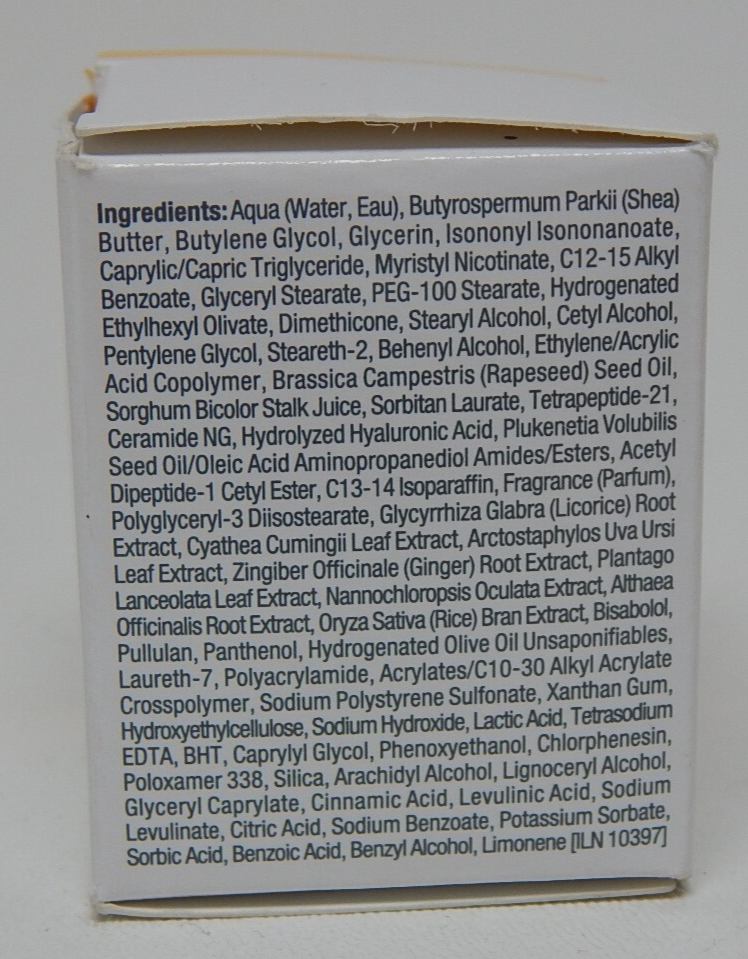 Ingredients: Aqua (Water, Eau), Butyrospermum Parkii (Shea)
Butter, Butylene Glycol, Glycerin, Isononyl Isononanoate,
Caprylic/Capric Triglyceride, Myristyl Nicotinate, C12-15 Alkyl
Benzoate, Glyceryl Stearate, PEG-100 Stearate, Hydrogenated
Ethylhexyl Olivate, Dimethicone, Stearyl Alcohol, Cetyl Alcohol,
Pentylene Glycol, Steareth-2, Behenyl Alcohol, Ethylene/Acrylic
Acid Copolymer, Brassica Campestris (Rapeseed) Seed Oil,
Sorghum Bicolor Stalk Juice, Sorbitan Laurate, Tetrapeptide-21,
Ceramide NG, Hydrolyzed Hyaluronic Acid, Plukenetia Volubilis
Seed Oil/Oleic Acid Aminopropanediol Amides/Esters, Acetyl
Dipeptide-1 Cetyl Ester, C13-14 Isoparaffin, Fragrance (Parfum),
Polyglyceryl-3 Diisostearate, Glycyrrhiza Glabra (Licorice) Root
Extract, Cyathea Cumingii Leaf Extract, Arctostaphylos Uva Ursi
Leaf Extract, Zingiber Officinale (Ginger) Root Extract, Plantago
Lanceolata Leaf Extract, Nannochloropsis Oculata Extract, Althaea
Officinalis Root Extract, Oryza Sativa (Rice) Bran Extract, Bisabolol,
Pullulan, Panthenol, Hydrogenated Olive Oil Unsaponifiables,
Laureth-7, Polyacrylamide, Acrylates/C10-30 Alkyl Acrylate
Crosspolymer, Sodium Polystyrene Sulfonate, Xanthan Gum,
Hydroxyethylcellulose, Sodium Hydroxide, Lactic Acid, Tetrasodium
EDTA, BHT, Caprylyl Glycol, Phenoxyethanol, Chlorphenesin,
Poloxamer 338, Silica, Arachidyl Alcohol, Lignoceryl Alcohol,
Glyceryl Caprylate, Cinnamic Acid, Levulinic Acid, Sodium
Levulinate, Citric Acid, Sodium Benzoate, Potassium Sorbate,
Sorbic Acid, Benzoic Acid, Benzyl Alcohol, Limonene [ILN 10397]